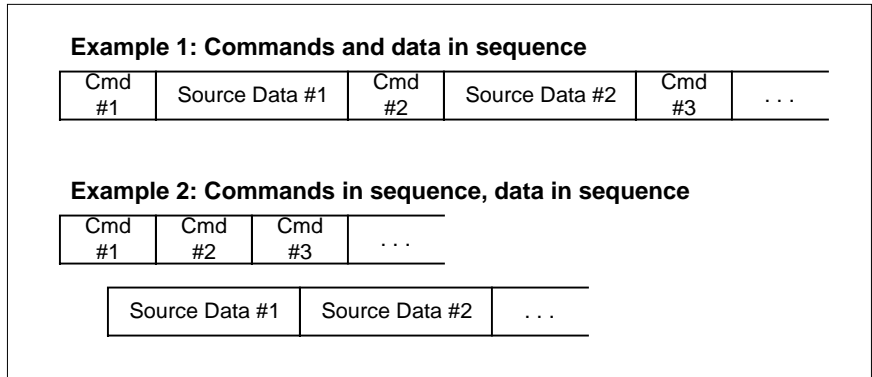 Example 1: Commands and data in sequence
Cmd #1 Source Data #1 Cmd #2 Source Data #2 Cmd #3 . . .
Example 2: Commands in sequence, data in sequence
Cmd #1 Cmd #2 Cmd #3 . . .
Source Data #1 Source Data #2 . . .